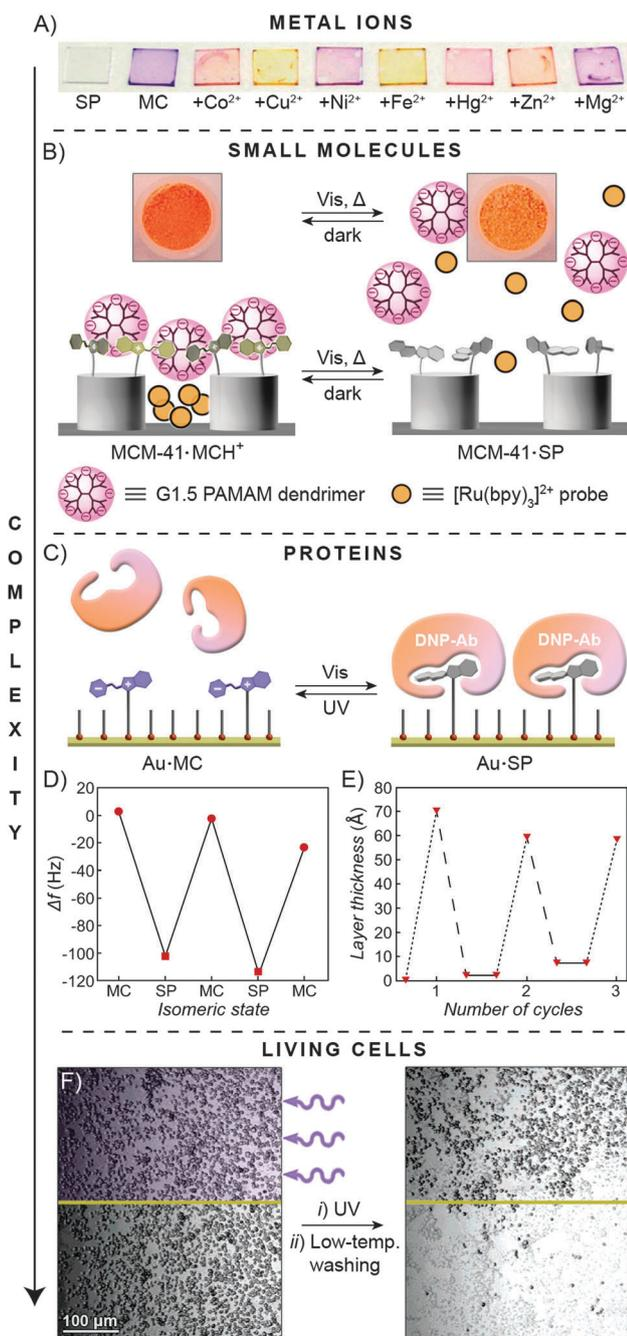 A)
METAL IONS
SP MC +Co²⁺ +Cu²⁺ +Ni²⁺ +Fe²⁺ +Hg²⁺ +Zn²⁺ +Mg²⁺
B)
SMALL MOLECULES
Vis, Δ
dark
Vis, Δ
dark
MCM-41·MCH⁺
MCM-41·SP
≡ G1.5 PAMAM dendrimer
≡ [Ru(bpy)₃]²⁺ probe
COMPLEXITY
C)
PROTEINS
DNP-Ab
DNP-Ab
Vis
UV
Au·MC
Au·SP
D)
Δf (Hz)
20
0
-20
-40
-60
-80
-100
-120
MC SP MC SP MC
Isomeric state
E)
Layer thickness (Å)
80
70
60
50
40
30
20
10
0
1 2 3
Number of cycles
LIVING CELLS
F)
i) UV
ii) Low-temp.
washing
100 µm